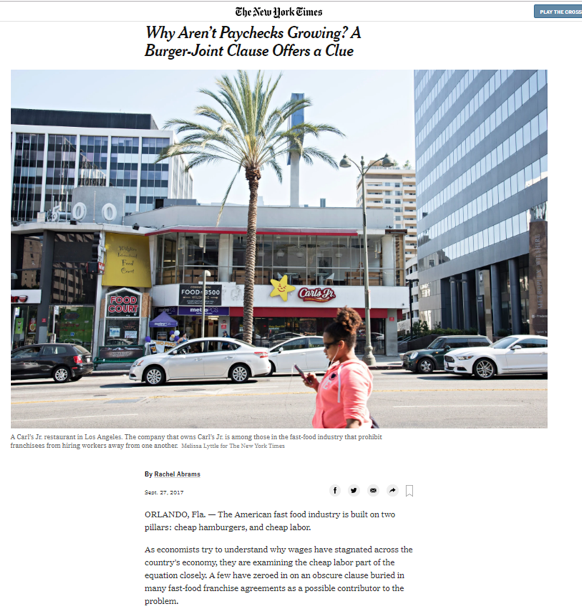 The New York Times
PLAY THE CROSS
Why Aren't Paychecks Growing? A
Burger-Joint Clause Offers a Clue
FOOD
COURT
FOOD 3500
metro
Carl's Jr.
A Carl's Jr. restaurant in Los Angeles. The company that owns Carl's Jr. is among those in the fast-food industry that prohibit
franchisees from hiring workers away from one another. Melissa Lyttle for The New York Times
By Rachel Abrams
Sept. 27, 2017
ORLANDO, Fla. — The American fast food industry is built on two
pillars: cheap hamburgers, and cheap labor.
As economists try to understand why wages have stagnated across the
country's economy, they are examining the cheap labor part of the
equation closely. A few have zeroed in on an obscure clause buried in
many fast-food franchise agreements as a possible contributor to the
problem.